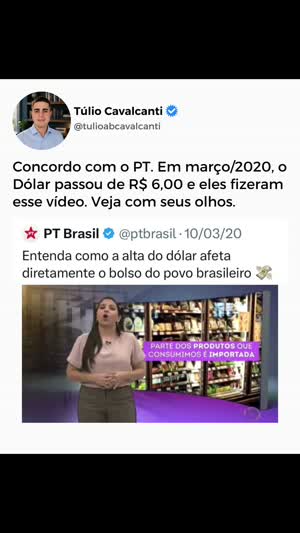 Túlio Cavalcanti
@tulioabcavalcanti
Concordo com o PT. Em março/2020, o
Dólar passou de R$ 6,00 e eles fizeram
esse vídeo. Veja com seus olhos.
PT Brasil @ptbrasil · 10/03/20
Entenda como a alta do dólar afeta
diretamente o bolso do povo brasileiro 💸
PARTE DOS PRODUTOS QUE
CONSUMIMOS É IMPORTADA